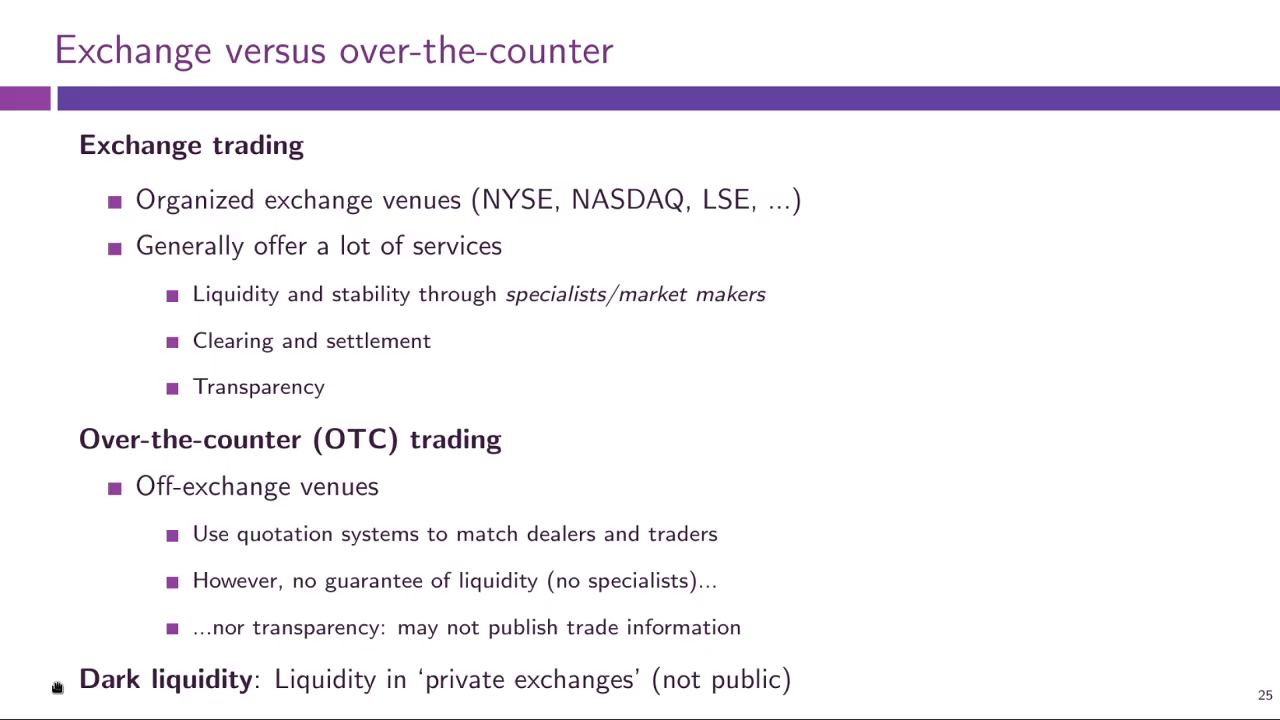 Exchange versus over-the-counter
Exchange trading
Organized exchange venues (NYSE, NASDAQ, LSE, ...)
Generally offer a lot of services
Liquidity and stability through specialists/market makers
Clearing and settlement
Transparency
Over-the-counter (OTC) trading
Off-exchange venues
Use quotation systems to match dealers and traders
However, no guarantee of liquidity (no specialists)...
...nor transparency: may not publish trade information
Dark liquidity: Liquidity in ‘private exchanges’ (not public)
25